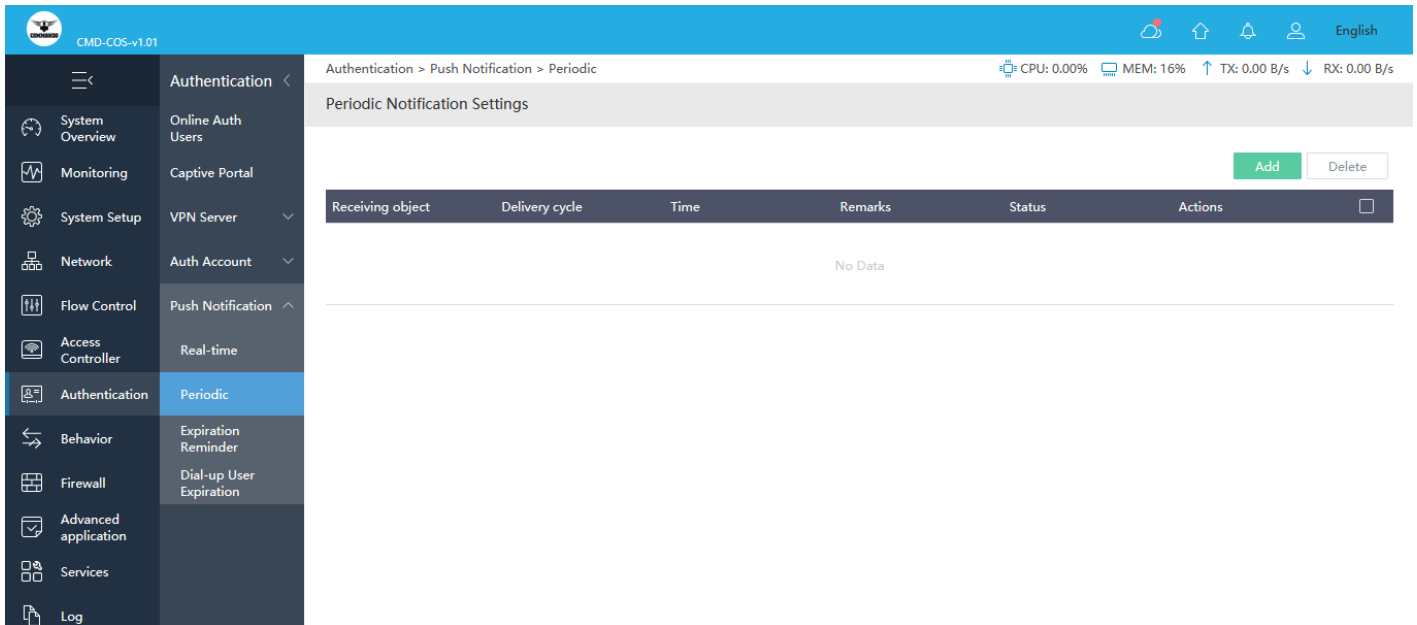 COMMANDO
CMD-COS-v1.01
English
Authentication
Authentication > Push Notification > Periodic
CPU: 0.00%
MEM: 16%
TX: 0.00 B/s
RX: 0.00 B/s
Periodic Notification Settings
System
Overview
Monitoring
System Setup
Network
Flow Control
Access
Controller
Authentication
Behavior
Firewall
Advanced
application
Services
Log
Online Auth
Users
Captive Portal
VPN Server
Auth Account
Push Notification
Real-time
Periodic
Expiration
Reminder
Dial-up User
Expiration
Add
Delete
Receiving object
Delivery cycle
Time
Remarks
Status
Actions
No Data